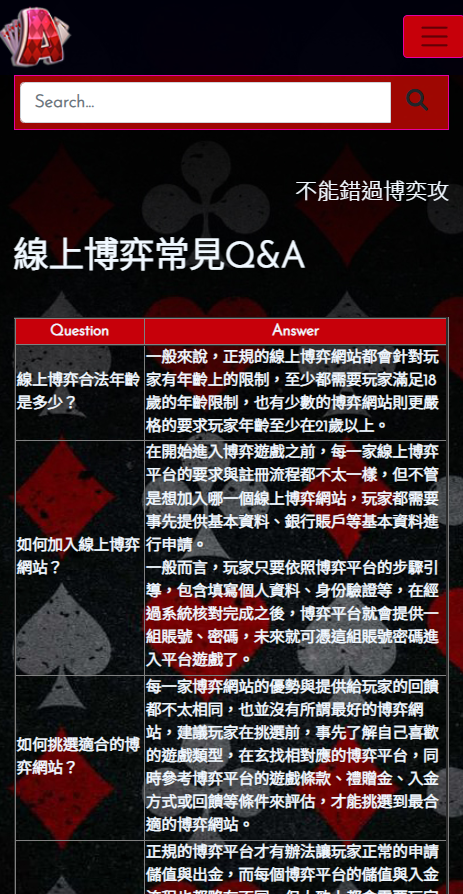 A
Search...
不能錯過博奕攻
線上博弈常見Q&A
Question
Answer
線上博弈合法年齡
是多少？
一般來說，正規的線上博弈網站都會針對玩
家有年齡上的限制，至少都需要玩家滿足18
歲的年齡限制，也有少數的博弈網站則更嚴
格的要求玩家年齡至少在21歲以上。
如何加入線上博弈
網站？
在開始進入博弈遊戲之前，每一家線上博弈
平台的要求與註冊流程都不太一樣，但不管
是想加入哪一個線上博弈網站，玩家都需要
事先提供基本資料、銀行賬戶等基本資料進
行申請。
一般而言，玩家只要依照博弈平台的步驟引
導，包含填寫個人資料、身份驗證等，在經
過系統核對完成之後，博弈平台就會提供一
組賬號、密碼，未來就可憑這組賬號密碼進
入平台遊戲了。
如何挑選適合的博
弈網站？
每一家博弈網站的優勢與提供給玩家的回饋
都不太相同，也並沒有所謂最好的博弈網
站，建議玩家在挑選前，事先了解自己喜歡
的遊戲類型，在玄找相對應的博弈平台，同
時參考博弈平台的遊戲條款、禮贈金、入金
方式或回饋等條件來評估，才能挑選到最合
適的博弈網站。
正規的博弈平台才有辦法讓玩家正常的申請
儲值與出金，而每個博弈平台的儲值與入金